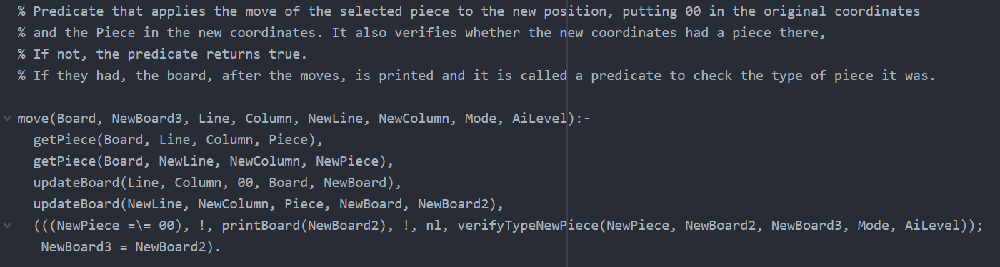 % Predicate that applies the move of the selected piece to the new position, putting 00 in the original coordinates
% and the Piece in the new coordinates. It also verifies whether the new coordinates had a piece there,
% If not, the predicate returns true.
% If they had, the board, after the moves, is printed and it is called a predicate to check the type of piece it was.
move(Board, NewBoard3, Line, Column, NewLine, NewColumn, Mode, AiLevel):-
getPiece(Board, Line, Column, Piece),
getPiece(Board, NewLine, NewColumn, NewPiece),
updateBoard(Line, Column, 00, Board, NewBoard),
updateBoard(NewLine, NewColumn, Piece, NewBoard, NewBoard2),
(((NewPiece =\= 00), !, printBoard(NewBoard2), !, nl, verifyTypeNewPiece(NewPiece, NewBoard2, NewBoard3, Mode, AiLevel));
NewBoard3 = NewBoard2).